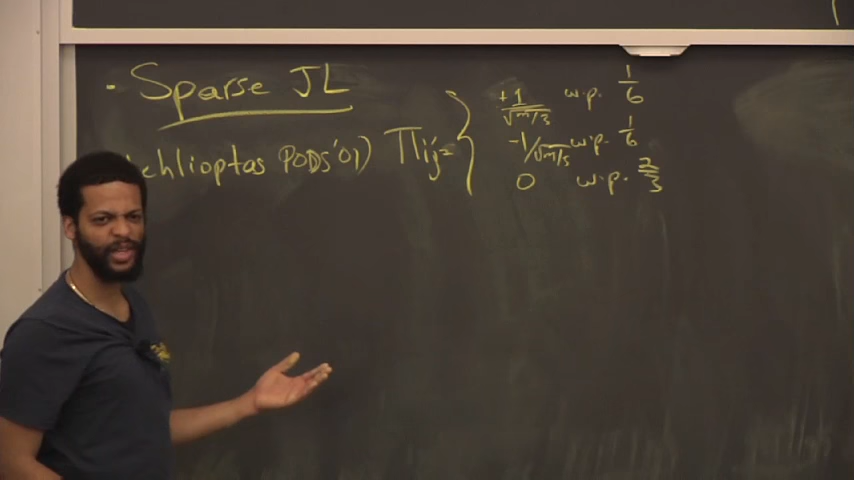 - Sparse JL
chlioptas PODS'01) Πij = { +1/√m/3 w.p. 1/6
-1/√m/3 w.p. 1/6
0 w.p. 2/3